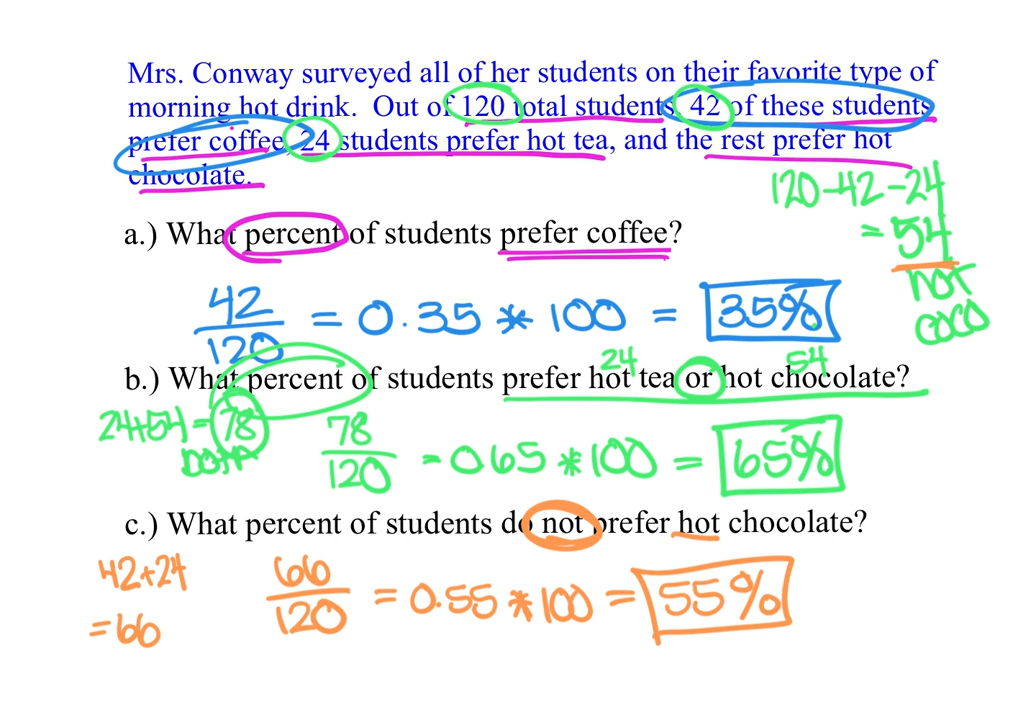 Mrs. Conway surveyed all of her students on their favorite type of
morning hot drink. Out of 120 total students, 42 of these students
prefer coffee, 24 students prefer hot tea, and the rest prefer hot
chocolate.
120-42-24
= 54
HOT
COCO
a.) What percent of students prefer coffee?
42
120
= 0.35 * 100 = 35%
b.) What percent of students prefer hot tea or hot chocolate?
24
54
24+54=78
78
120
= 0.65 * 100 = 65%
c.) What percent of students do not prefer hot chocolate?
42+24
= 66
66
120
= 0.55 * 100 = 55%